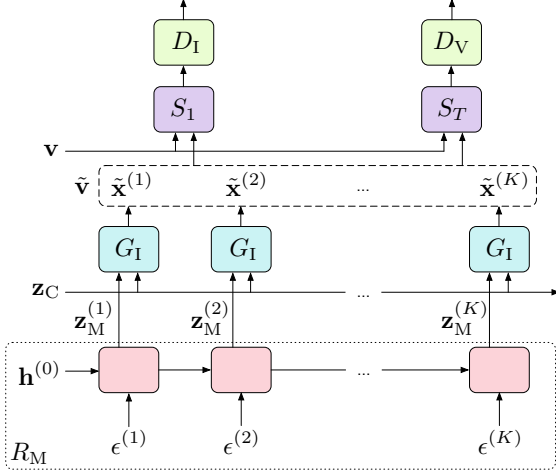 D_I D_V
S_1 S_T
v
ṽ x̃^(1) x̃^(2) ... x̃^(K)
G_I G_I G_I
z_C ...
z_M^(1) z_M^(2) z_M^(K)
h^(0) ...
ϵ^(1) ϵ^(2) ϵ^(K)
R_M